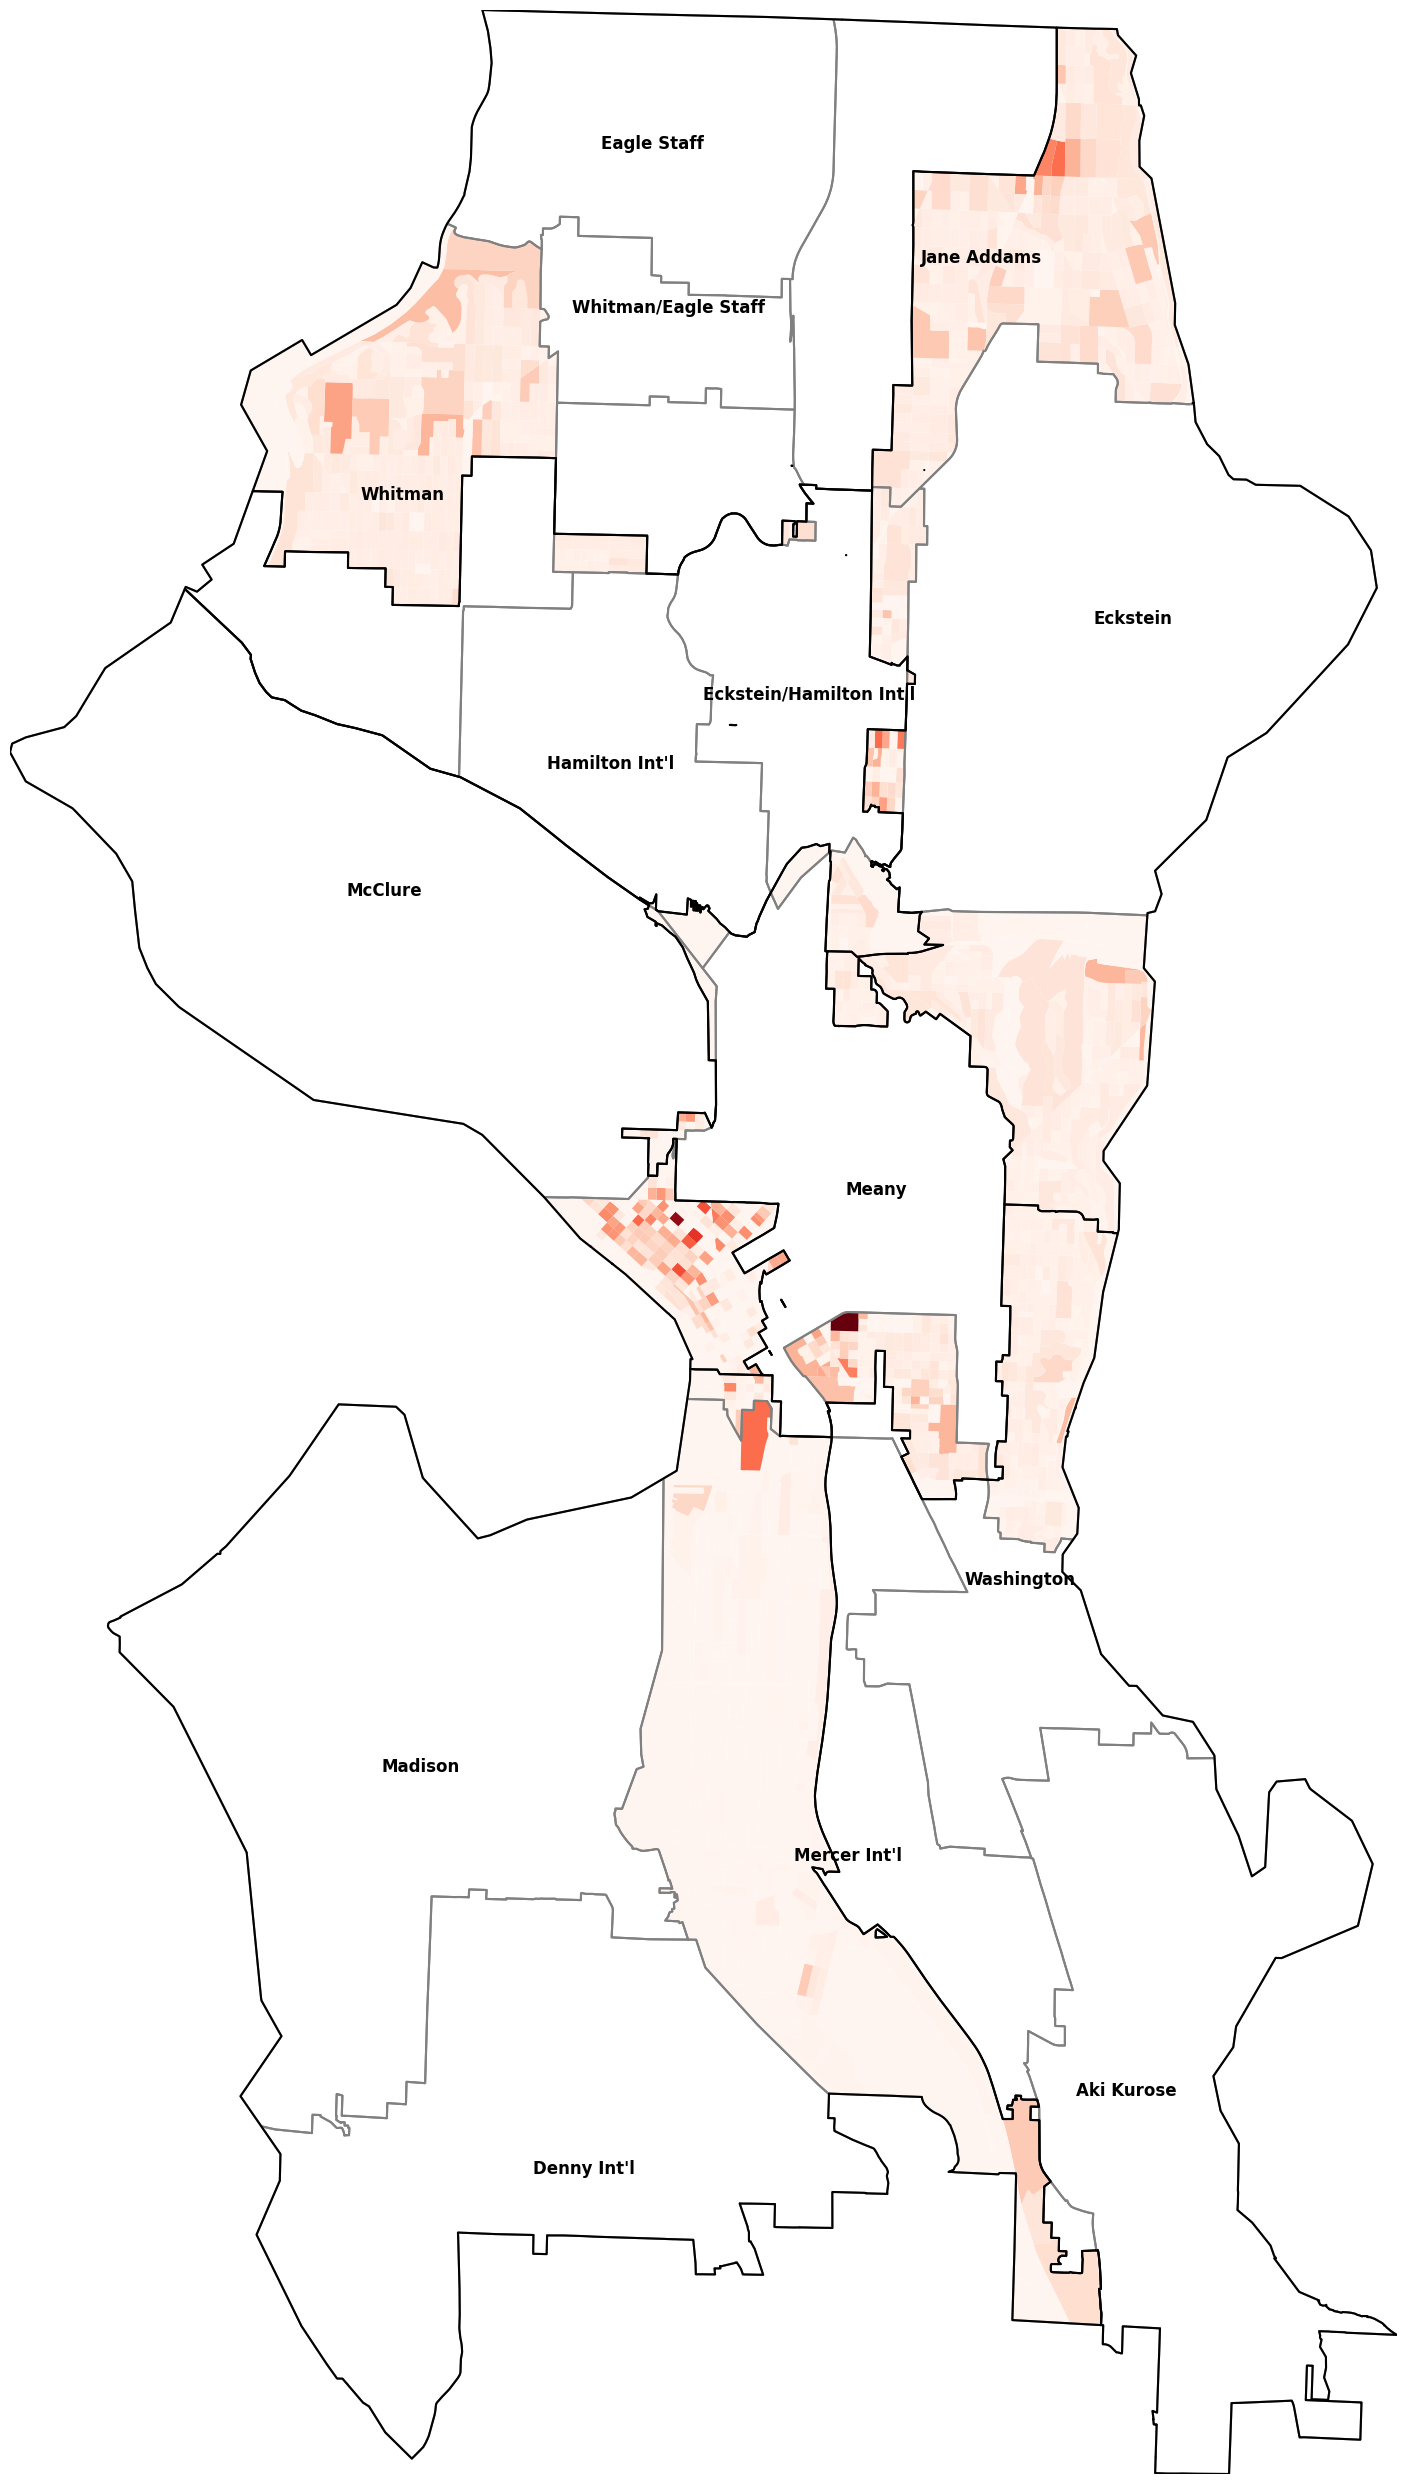 Eagle Staff
Jane Addams
Whitman/Eagle Staff
Whitman
Eckstein
Eckstein/Hamilton Int'l
Hamilton Int'l
McClure
Meany
Washington
Madison
Mercer Int'l
Aki Kurose
Denny Int'l